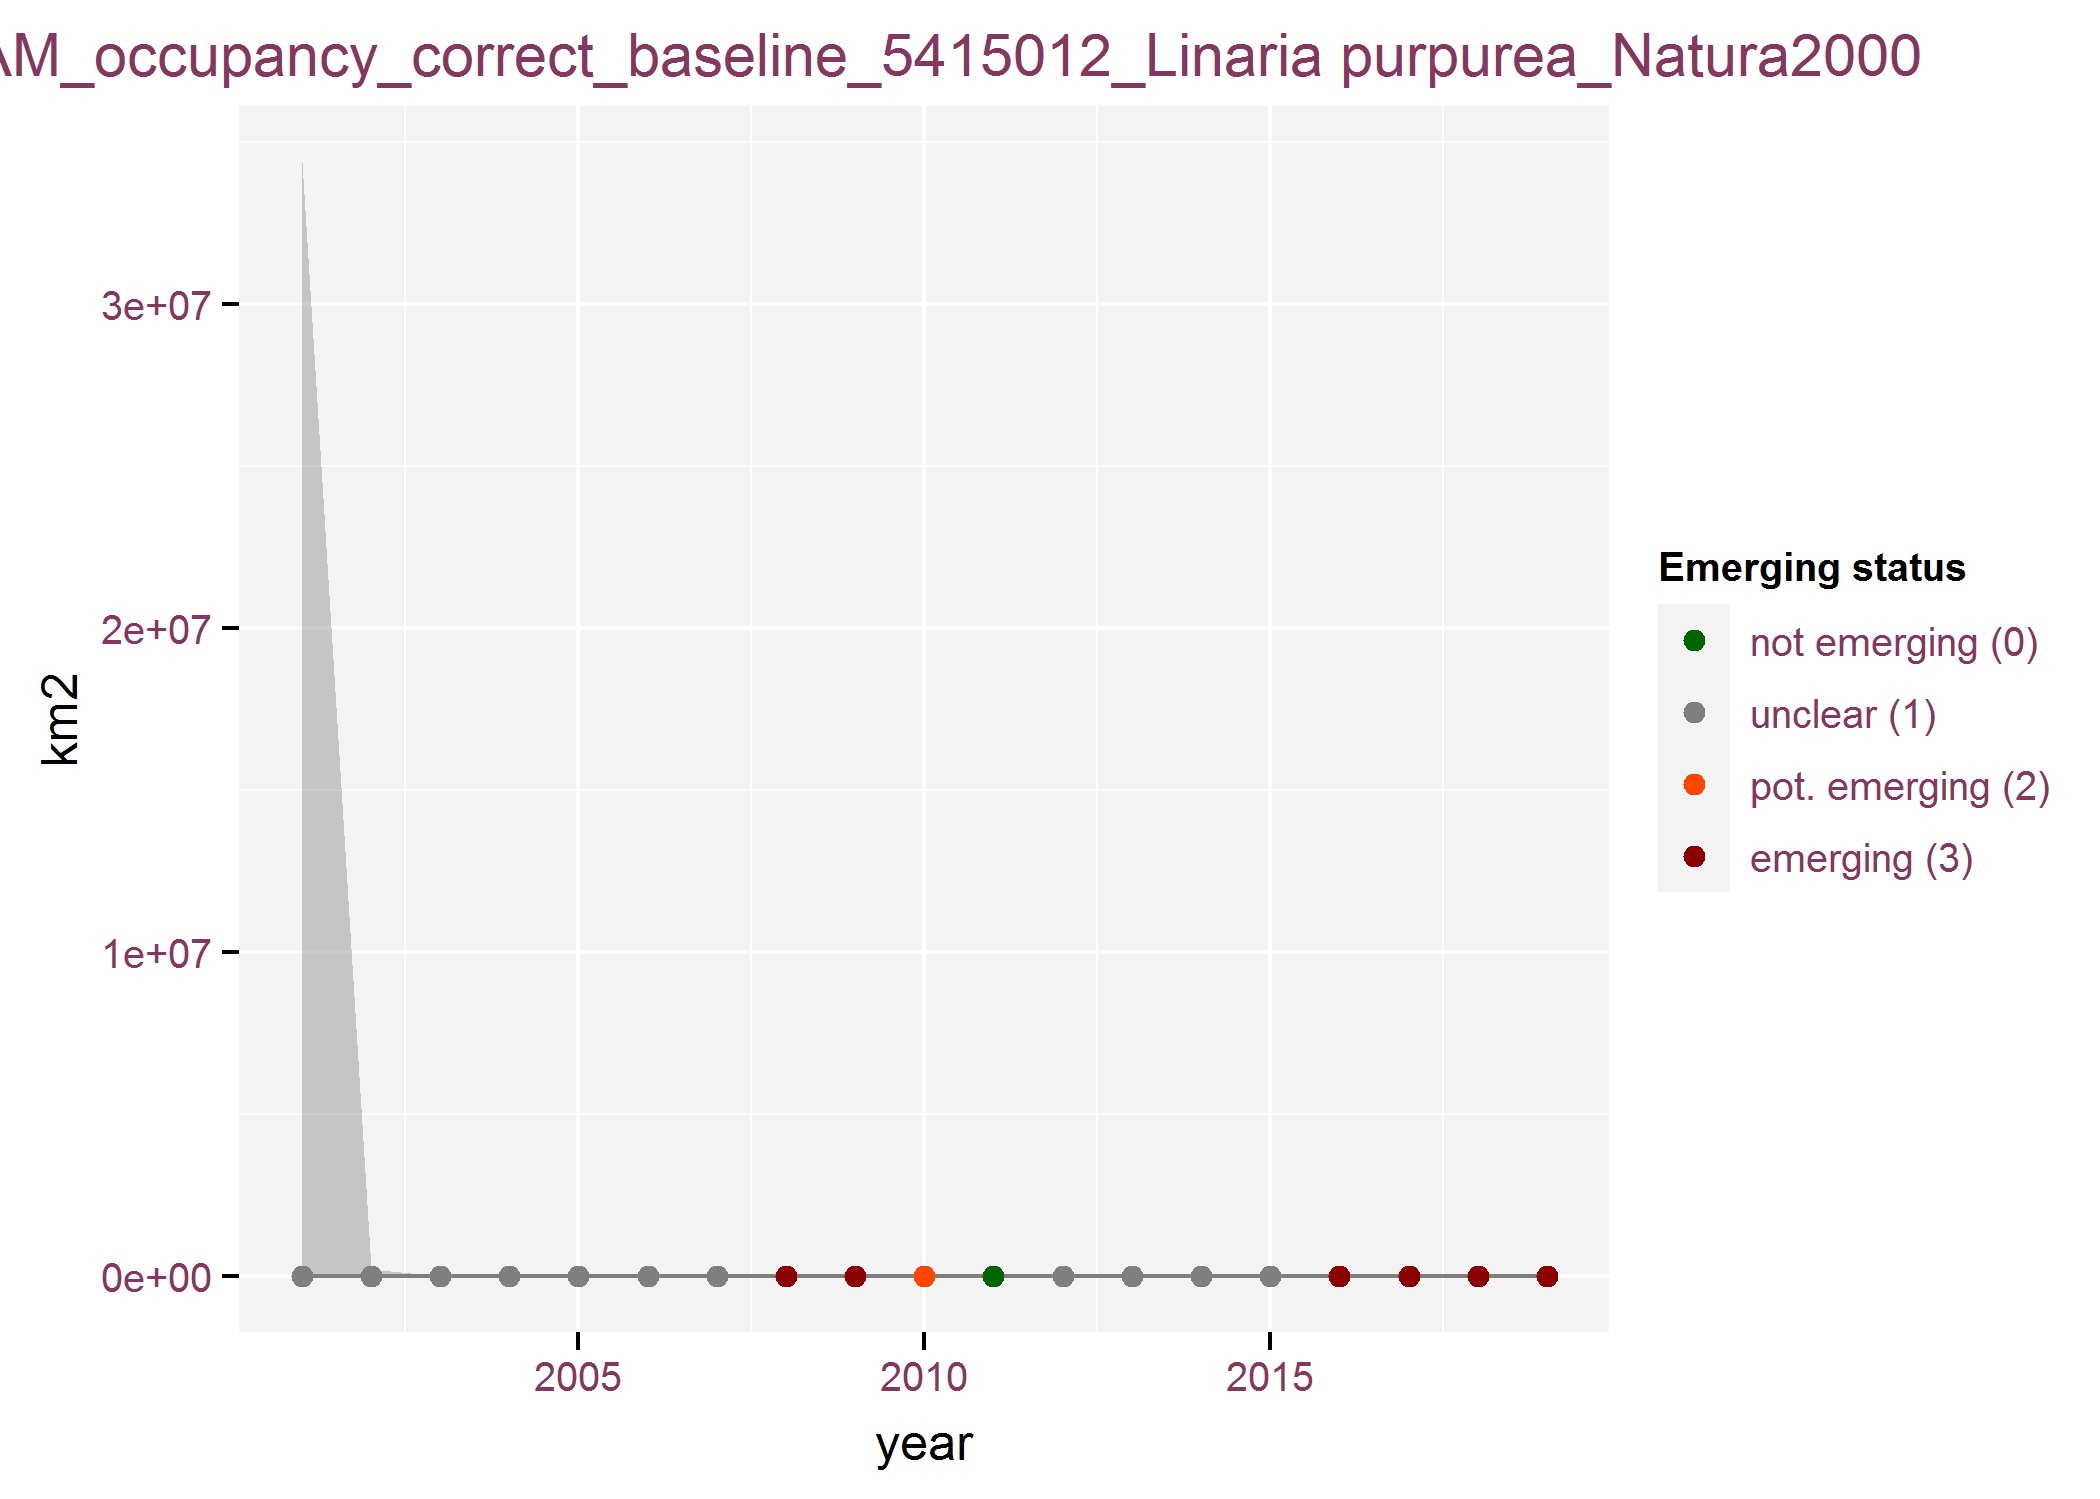 AM_occupancy_correct_baseline_5415012_Linaria purpurea_Natura2000
3e+07
2e+07
1e+07
0e+00
km2
2005 2010 2015
year
Emerging status
not emerging (0)
unclear (1)
pot. emerging (2)
emerging (3)